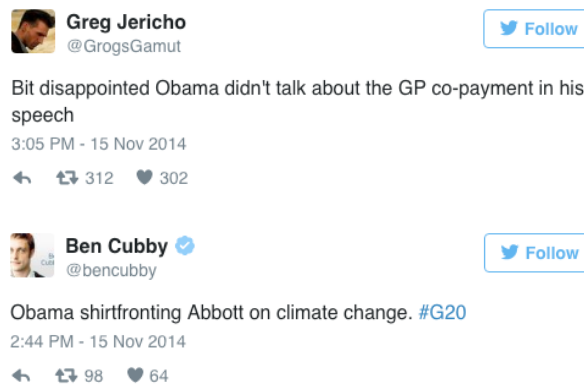 Greg Jericho
@GrogsGamut
Follow
Bit disappointed Obama didn't talk about the GP co-payment in his
speech
3:05 PM - 15 Nov 2014
312 302
Ben Cubby
@bencubby
Follow
Obama shirtfronting Abbott on climate change. #G20
2:44 PM - 15 Nov 2014
98 64